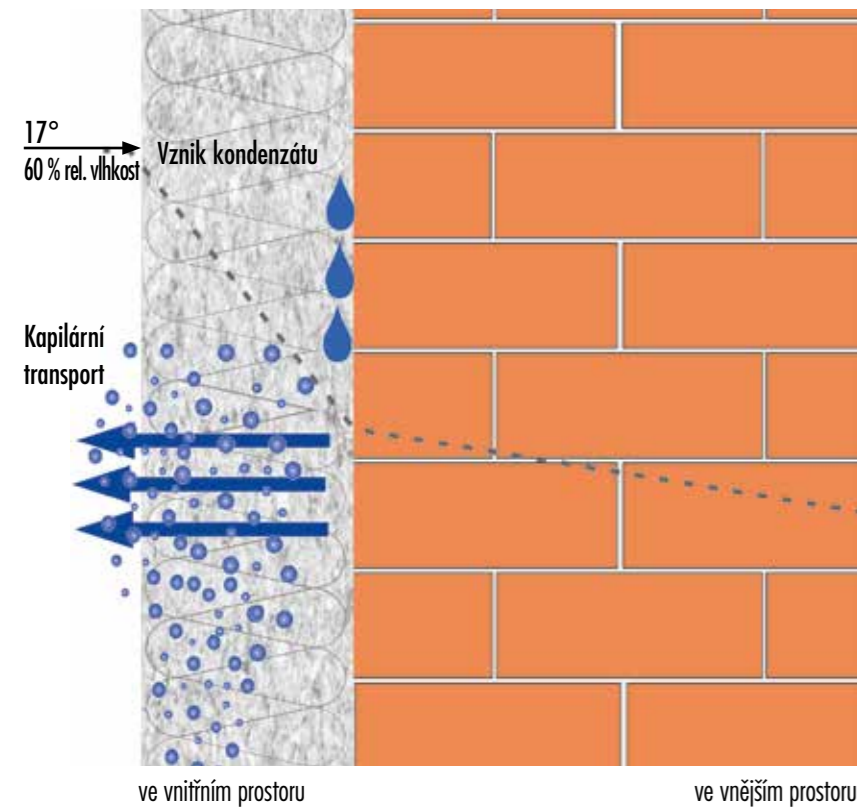 17°
60 % rel. vlhkost
Vznik kondenzátu
Kapilární
transport
ve vnitřním prostoru
ve vnějším prostoru